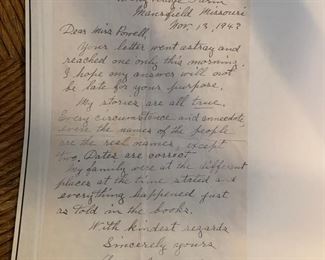 Mansfield Missouri
Nov. 13, 1943
Dear Miss Powell,
Your letter went astray and
reached me only this morning.
I hope my answer will not
be late for your purpose.
My stories are all true.
Every circumstance and annecdote,
even the names of the people
are the real names, except
two. Dates are correct.
My family were at the different
places at the time stated and
everything happened just
as told in the books.
With kindest regards
Sincerely yours